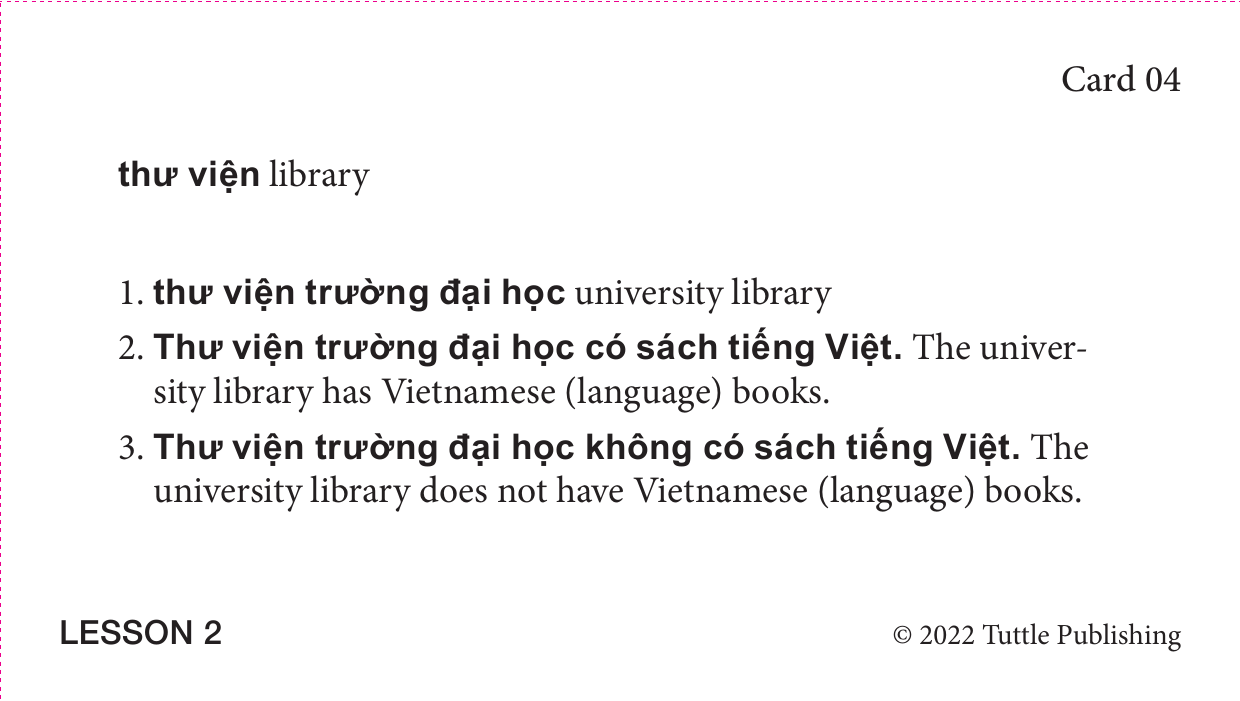 Card 04
thư viện library
1. thư viện trường đại học university library
2. Thư viện trường đại học có sách tiếng Việt. The univer-
sity library has Vietnamese (language) books.
3. Thư viện trường đại học không có sách tiếng Việt. The
university library does not have Vietnamese (language) books.
LESSON 2
© 2022 Tuttle Publishing